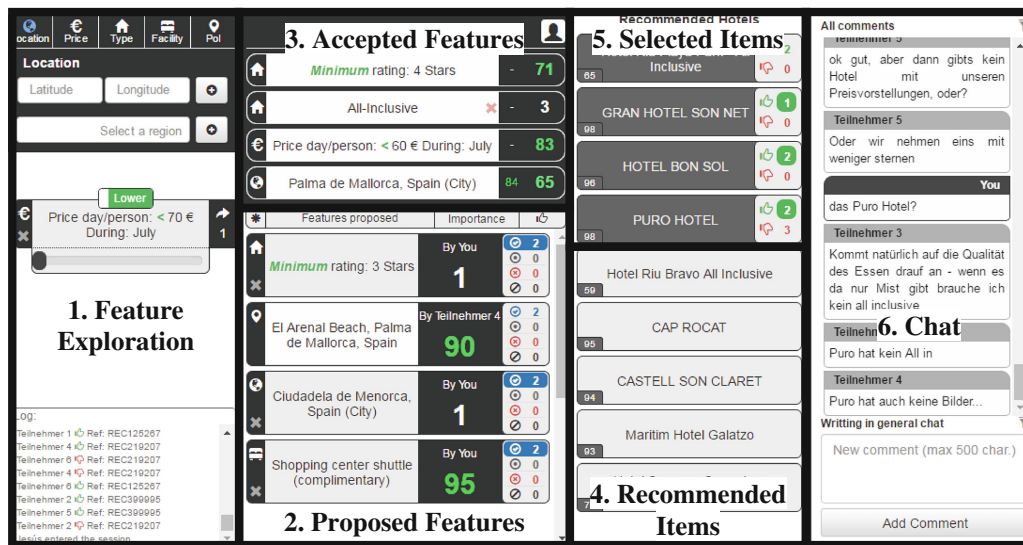 ocation
Price
Type
Facility
PoI
Location
Latitude
Longitude
Select a region
Lower
Price day/person: < 70 €
During: July
1
1. Feature
Exploration
Log:
Teilnehmer 1 Ref: REC125267
Teilnehmer 4 Ref: REC219207
Teilnehmer 6 Ref: REC219207
Teilnehmer 4 Ref: REC219207
Teilnehmer 6 Ref: REC125267
Teilnehmer 2 Ref: REC399995
Teilnehmer 5 Ref: REC399995
Teilnehmer 2 Ref: REC219207
Jesús entered the session
3. Accepted Features
Minimum rating: 4 Stars - 71
All-Inclusive - 3
€ Price day/person: < 60 € During: July - 83
Palma de Mallorca, Spain (City) 84 65
Features proposed Importance
Minimum rating: 3 Stars
By You
1
2
0
0
0
El Arenal Beach, Palma
de Mallorca, Spain
By Teilnehmer 4
90
2
0
0
0
Ciudadela de Menorca,
Spain (City)
By You
1
2
0
0
0
Shopping center shuttle
(complimentary)
By You
95
2
0
0
0
2. Proposed Features
Recommended Hotels
5. Selected Items
Inclusive
65
2
0
GRAN HOTEL SON NET
98
1
0
HOTEL BON SOL
96
2
0
PURO HOTEL
98
2
3
Hotel Riu Bravo All Inclusive
59
CAP ROCAT
95
CASTELL SON CLARET
94
Maritim Hotel Galatzo
93
4. Recommended
Items
All comments
Teilnehmer 5
ok gut, aber dann gibts kein
Hotel mit unseren
Preisvorstellungen, oder?
Teilnehmer 5
Oder wir nehmen eins mit
weniger sternen
You
das Puro Hotel?
Teilnehmer 3
Kommt natürlich auf die Qualität
des Essen drauf an - wenn es
da nur Mist gibt brauche ich
kein all inclusive
6. Chat
Puro hat kein All in
Teilnehmer 4
Puro hat auch keine Bilder...
Writting in general chat
New comment (max 500 char.)
Add Comment